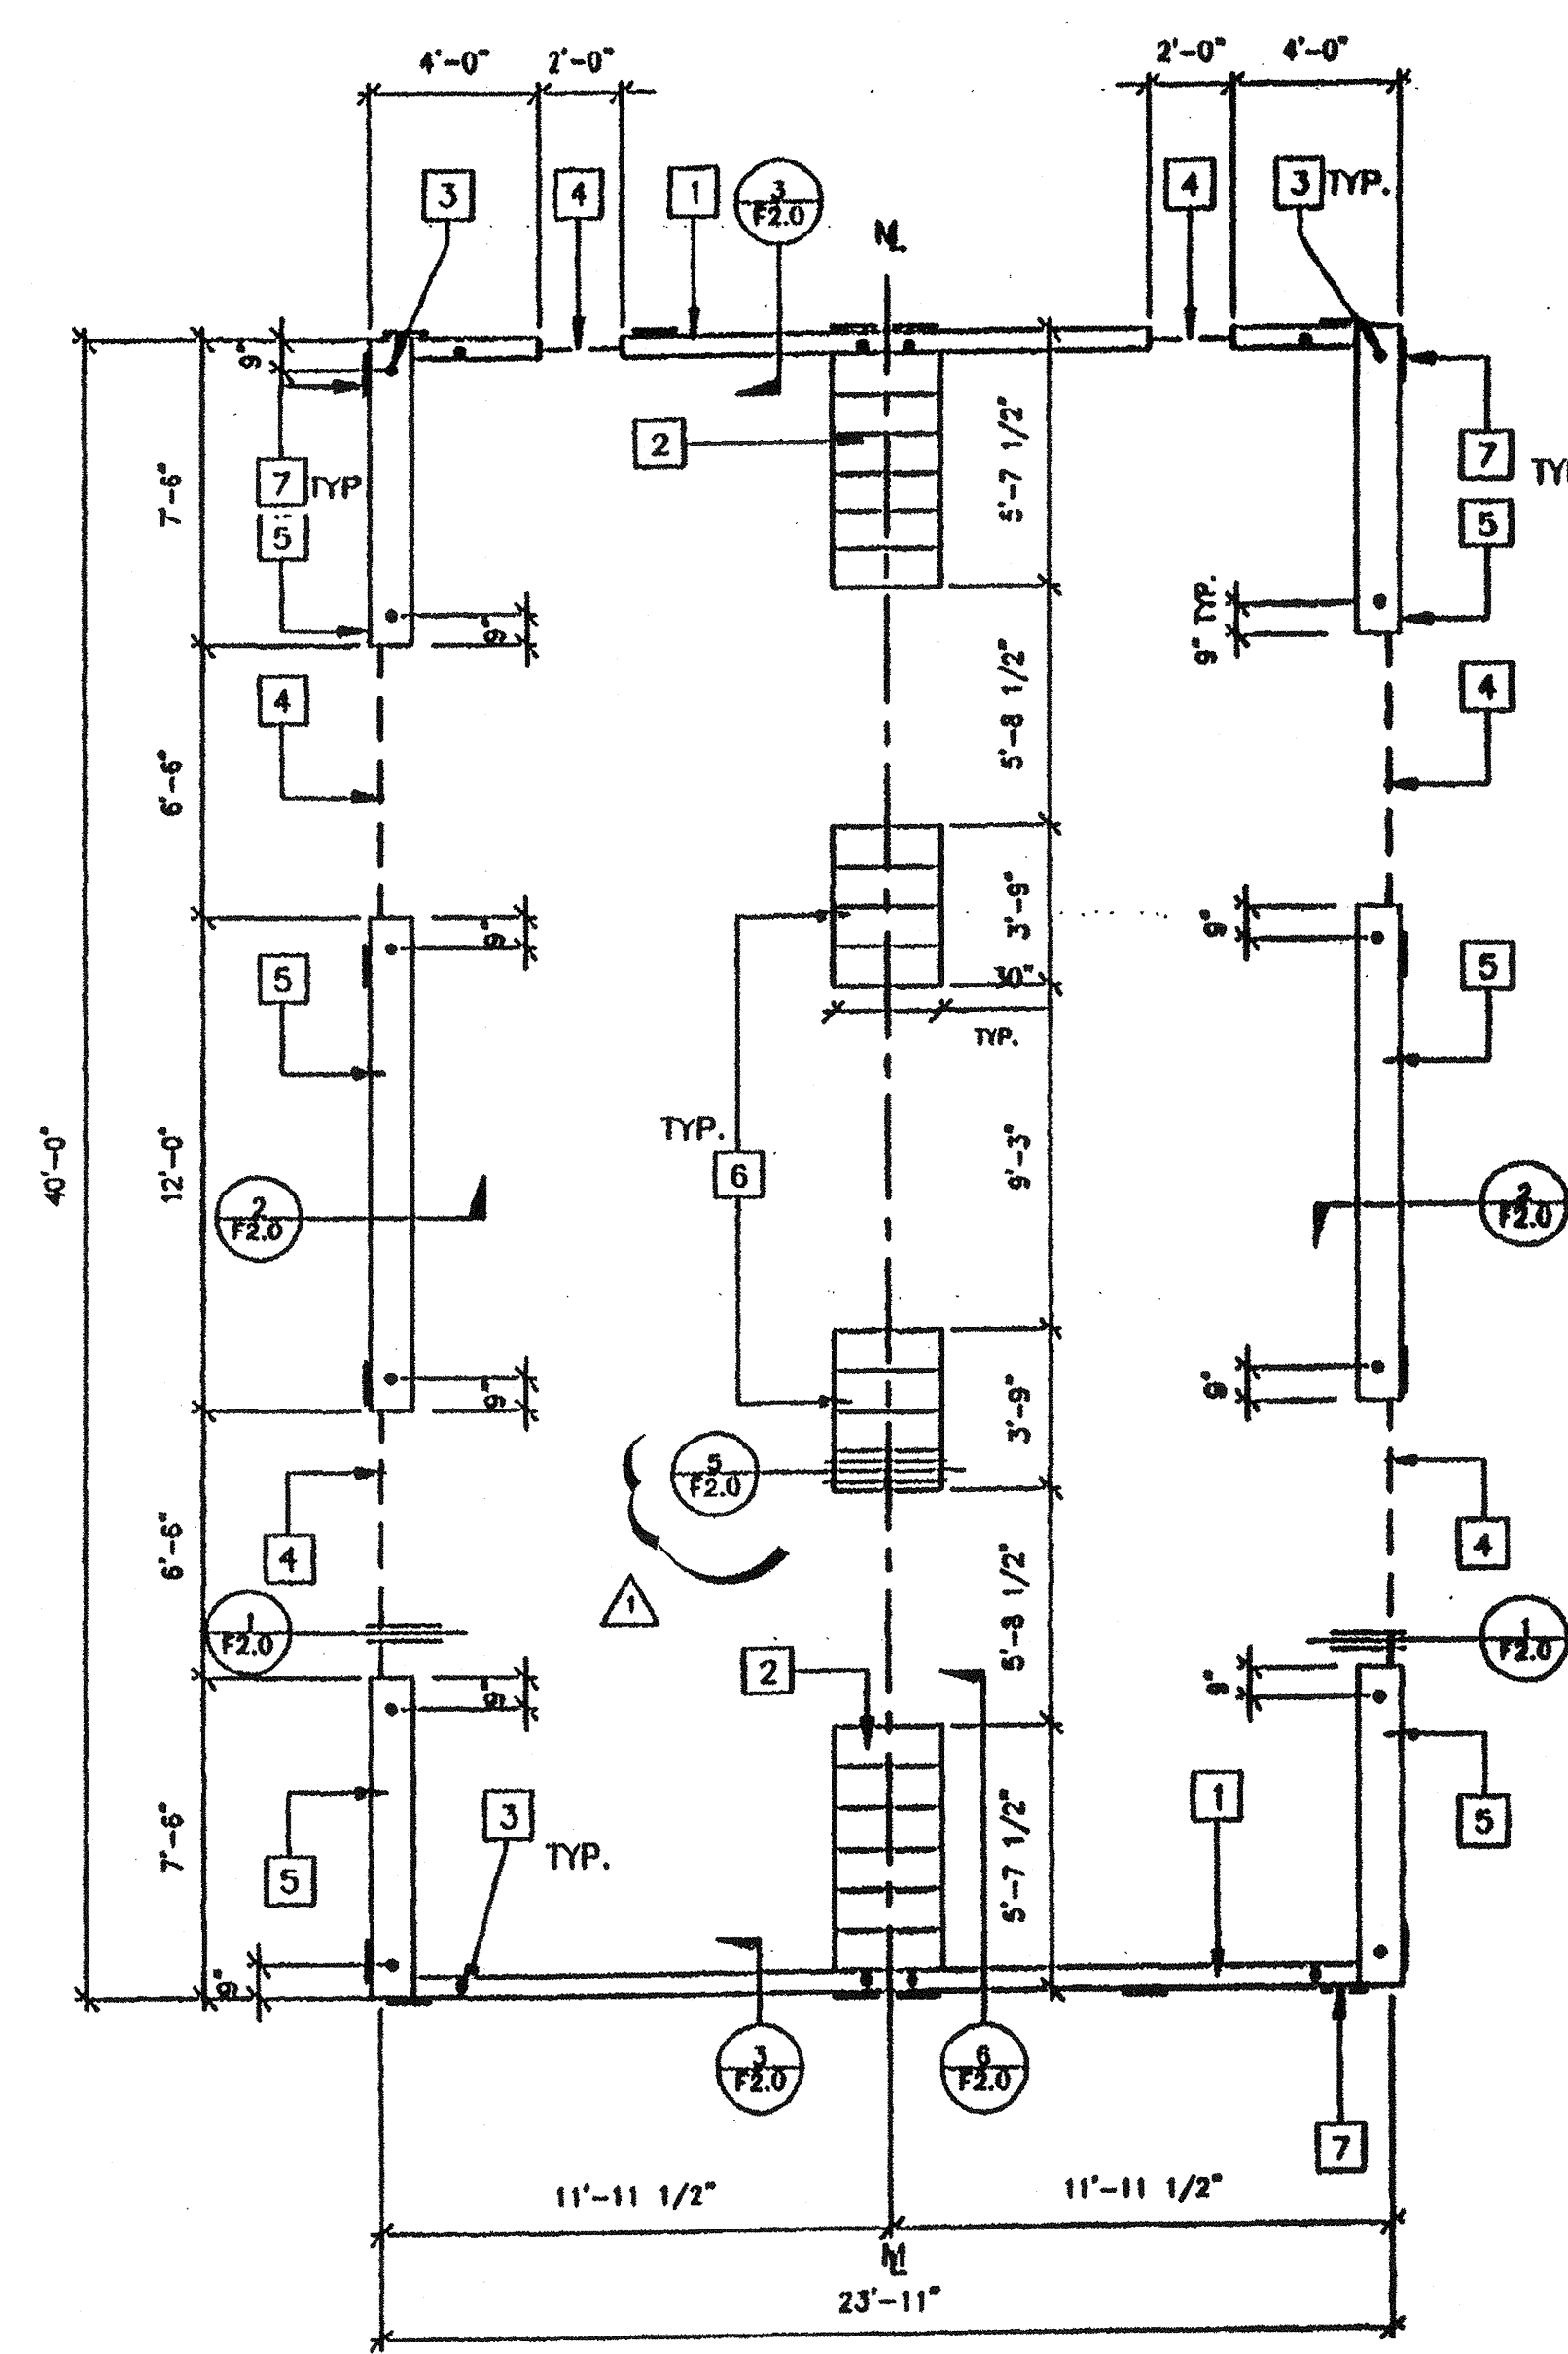 4'-0" 2'-0" 2'-0" 4'-0"
3 4 1 3 F2.0 4 3 TYP.
ML
9"
2
7 TYP 7 TY
5 5
7'-6" 5'-7 1/2"
9" 9" TYP.
4 4
6'-6" 5'-8 1/2"
9" 3'-9" 9"
5 30" 5
TYP.
40'-0" 12'-0" TYP. 9'-3"
6
2 F2.0 2 F2.0
9" 3'-9" 9"
5 F2.0
4 4
6'-6" 5'-8 1/2"
1
1 F2.0 1 F2.0
9" 2 9"
1
7'-6" 5'-7 1/2"
5 3 TYP. 5
9"
3 F2.0 6 F2.0
7
11'-11 1/2" 11'-11 1/2"
ML
23'-11"